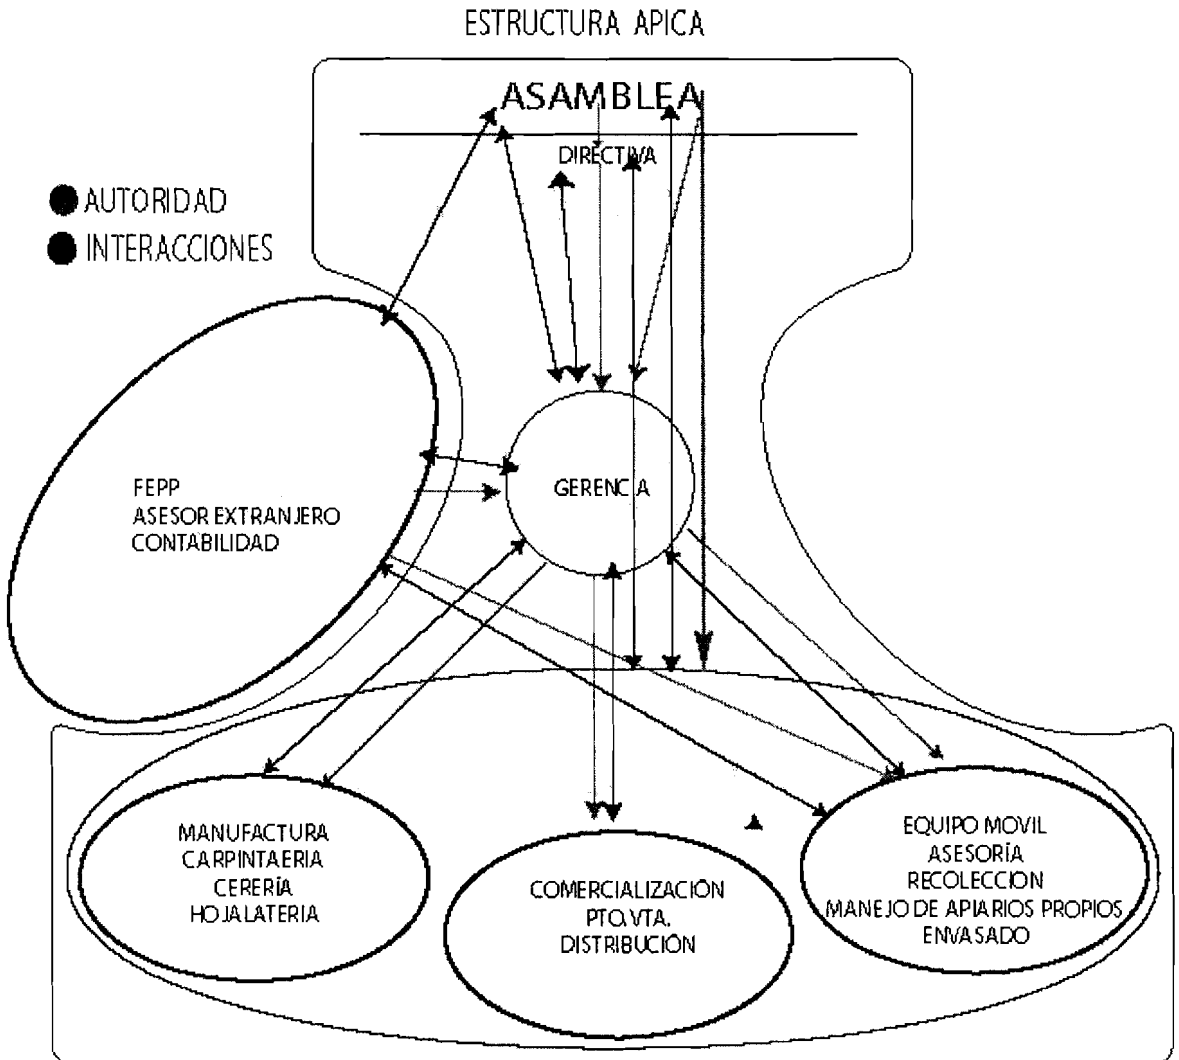 ESTRUCTURA APICA
ASAMBLEA
DIRECTIVA
AUTORIDAD
INTERACCIONES
FEPP
ASESOR EXTRANJERO
CONTABILIDAD
GERENCIA
MANUFACTURA
CARPINTAERIA
CERERÍA
HOJALATERIA
COMERCIALIZACIÓN
PTO.VTA.
DISTRIBUCIÓN
EQUIPO MOVIL
ASESORÍA
RECOLECCION
MANEJO DE APIARIOS PROPIOS
ENVASADO